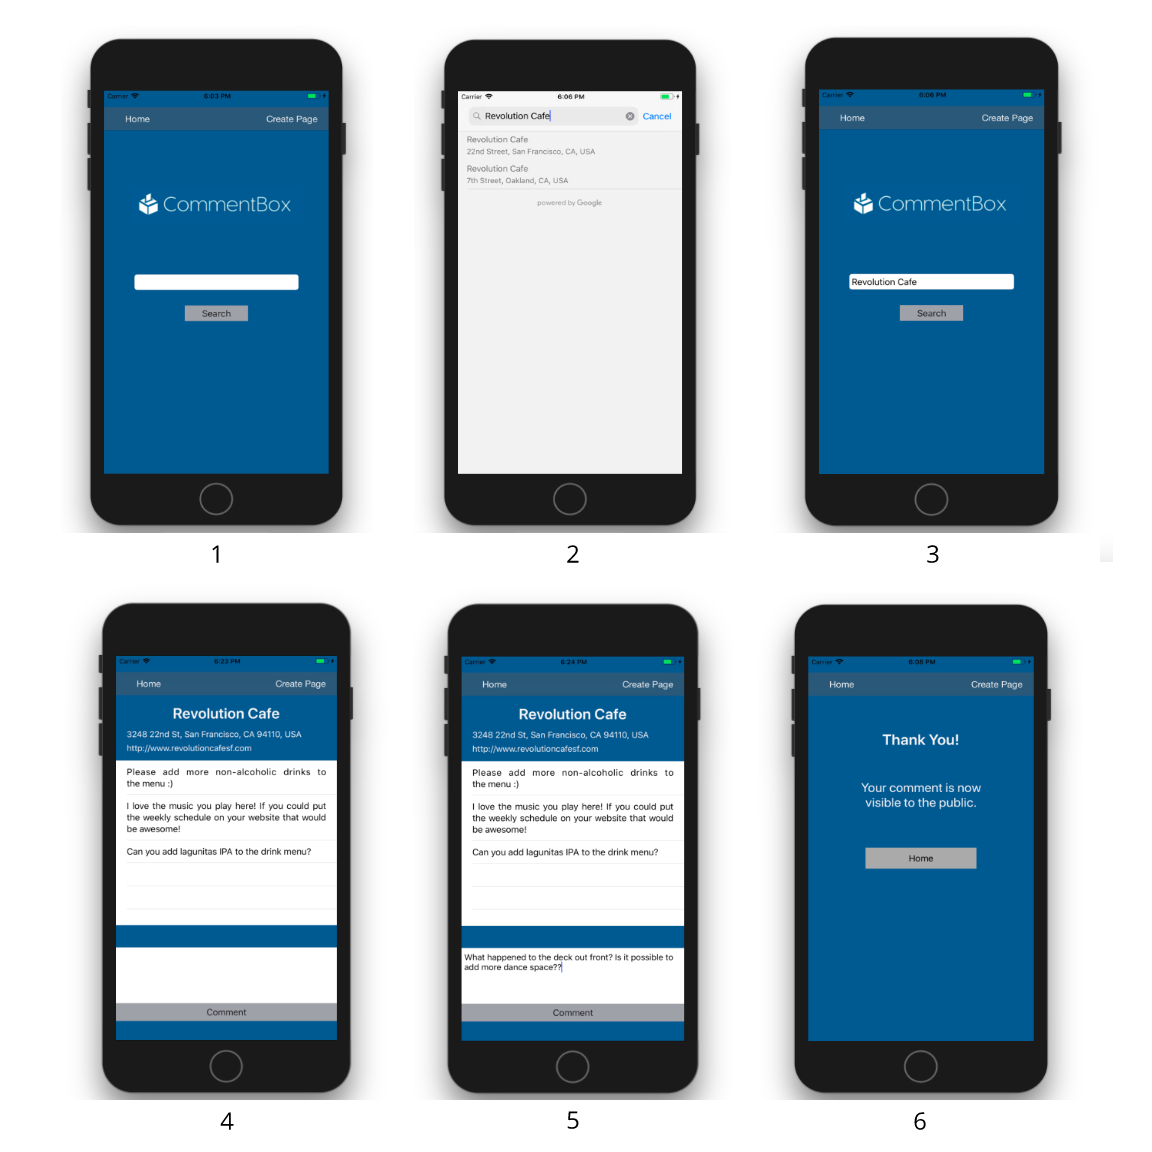 Carrier 6:03 PM
Home Create Page
CommentBox
Search
1
Carrier 6:06 PM
Revolution Cafe Cancel
Revolution Cafe
22nd Street, San Francisco, CA, USA
Revolution Cafe
7th Street, Oakland, CA, USA
powered by Google
2
Carrier 6:06 PM
Home Create Page
CommentBox
Revolution Cafe
Search
3
Carrier 6:23 PM
Home Create Page
Revolution Cafe
3248 22nd St, San Francisco, CA 94110, USA
http://www.revolutioncafesf.com
Please add more non-alcoholic drinks to
the menu :)
I love the music you play here! If you could put
the weekly schedule on your website that would
be awesome!
Can you add lagunitas IPA to the drink menu?
Comment
4
Carrier 6:24 PM
Home Create Page
Revolution Cafe
3248 22nd St, San Francisco, CA 94110, USA
http://www.revolutioncafesf.com
Please add more non-alcoholic drinks to
the menu :)
I love the music you play here! If you could put
the weekly schedule on your website that would
be awesome!
Can you add lagunitas IPA to the drink menu?
What happened to the deck out front? Is it possible to
add more dance space??
Comment
5
Carrier 6:08 PM
Home Create Page
Thank You!
Your comment is now
visible to the public.
Home
6